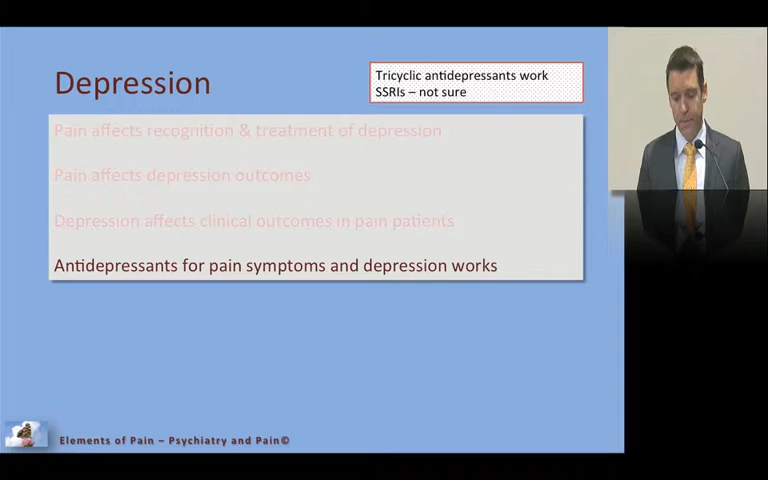 Depression
Tricyclic antidepressants work
SSRIs – not sure
Pain affects recognition & treatment of depression
Pain affects depression outcomes
Depression affects clinical outcomes in pain patients
Antidepressants for pain symptoms and depression works
Elements of Pain – Psychiatry and Pain©